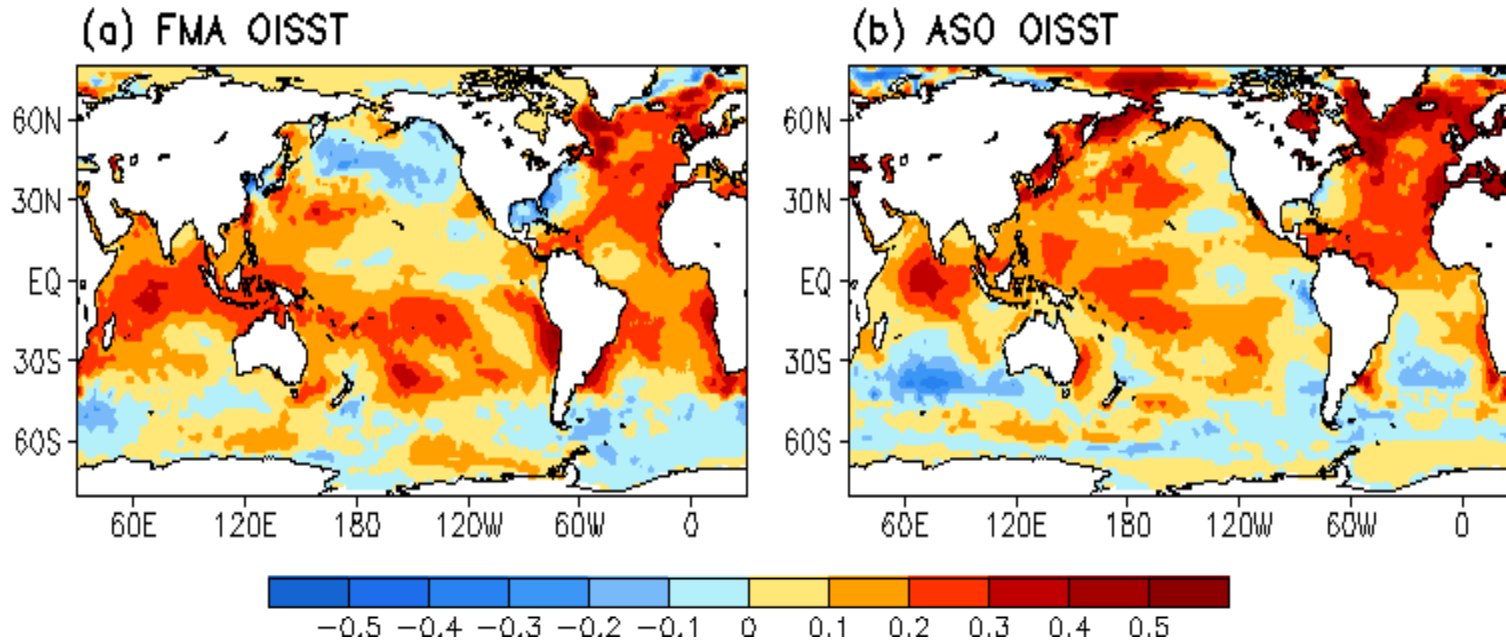 (a) FMA OISST
(b) ASO OISST
60N
30N
EQ
30S
60S
60E 120E 180 120W 60W 0
60N
30N
EQ
30S
60S
60E 120E 180 120W 60W 0
-0.5 -0.4 -0.3 -0.2 -0.1 0 0.1 0.2 0.3 0.4 0.5